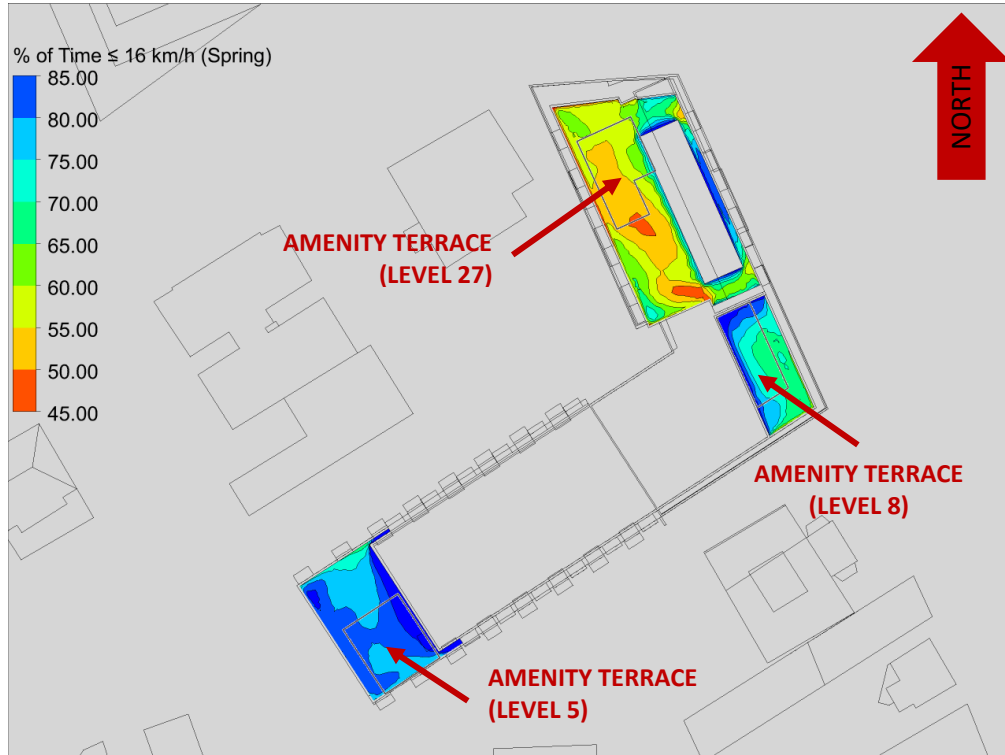 % of Time ≤ 16 km/h (Spring)
85.00
80.00
75.00
70.00
65.00
60.00
55.00
50.00
45.00
NORTH
AMENITY TERRACE
(LEVEL 27)
AMENITY TERRACE
(LEVEL 8)
AMENITY TERRACE
(LEVEL 5)